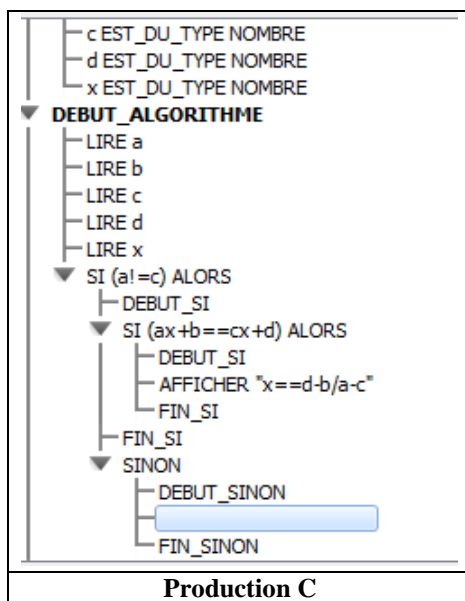 c EST_DU_TYPE NOMBRE
d EST_DU_TYPE NOMBRE
x EST_DU_TYPE NOMBRE
DEBUT_ALGORITHME
LIRE a
LIRE b
LIRE c
LIRE d
LIRE x
SI (a!=c) ALORS
DEBUT_SI
SI (ax+b==cx+d) ALORS
DEBUT_SI
AFFICHER "x==d-b/a-c"
FIN_SI
FIN_SI
SINON
DEBUT_SINON
FIN_SINON
Production C